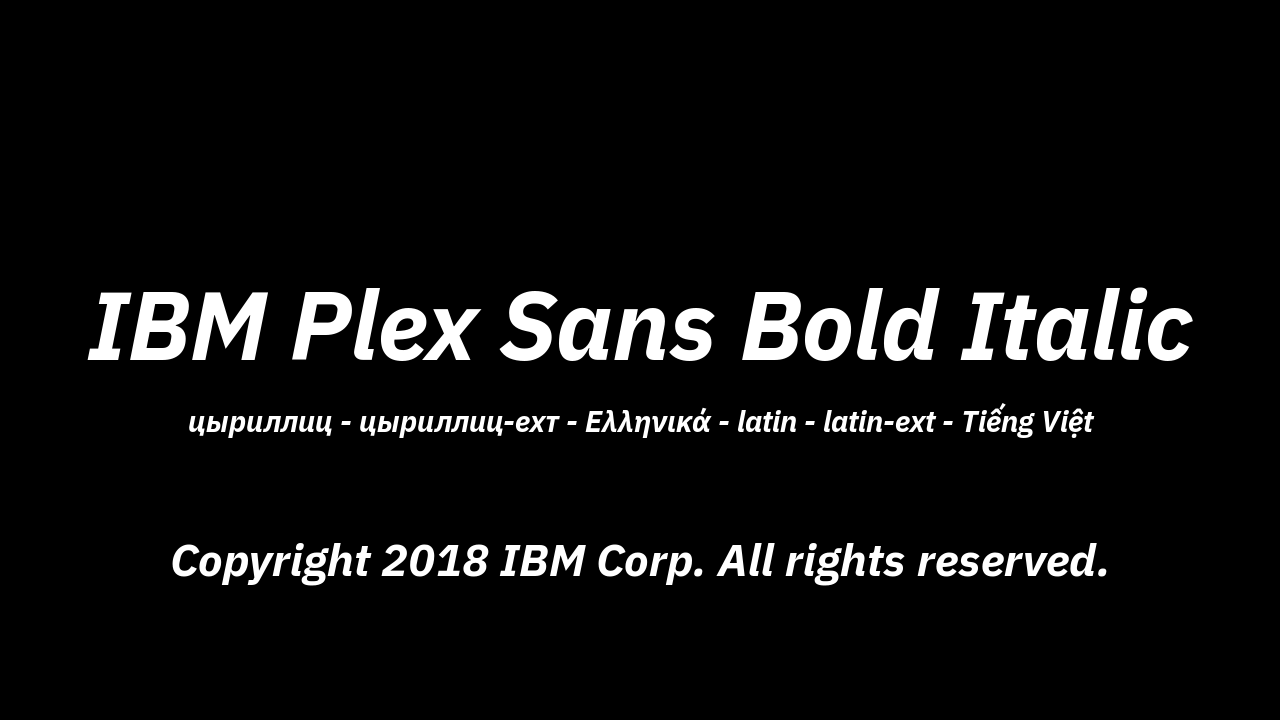 IBM Plex Sans Bold Italic
цыриллиц - цыриллиц-ехт - Ελληνικά - latin - latin-ext - Tiếng Việt
Copyright 2018 IBM Corp. All rights reserved.